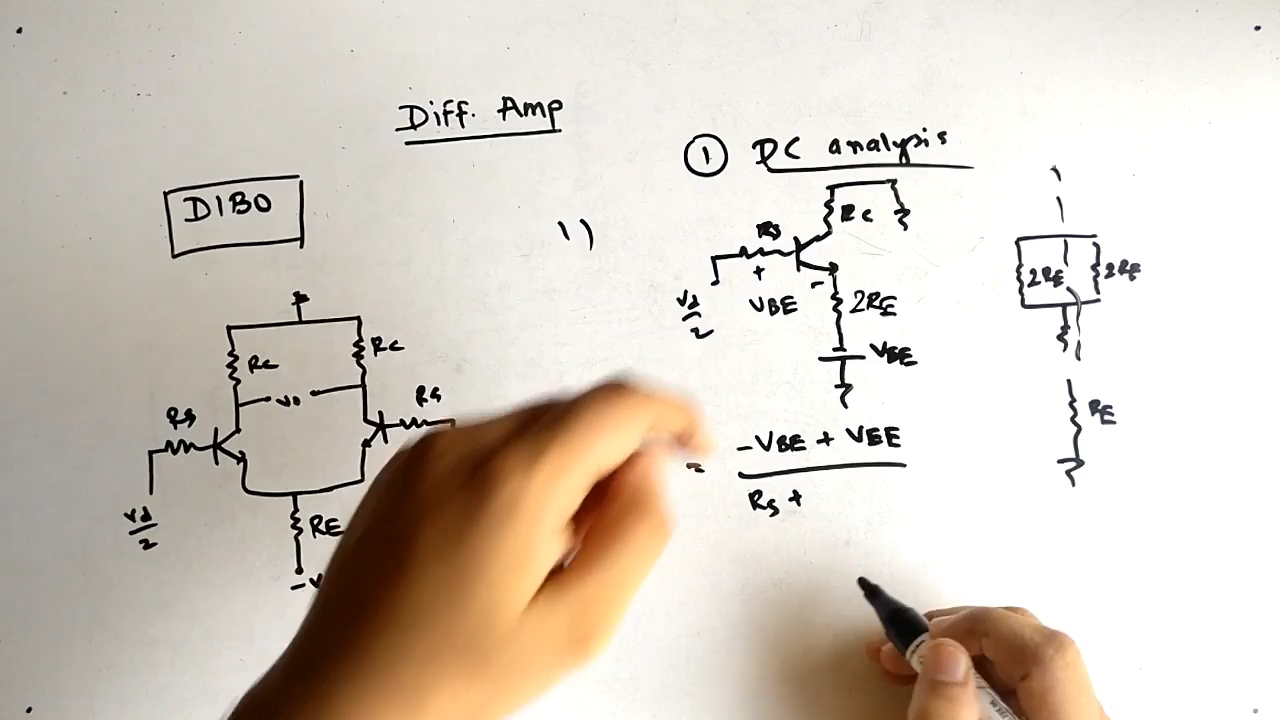 Diff. Amp
DIBO
RC
RC
Vo
RS
RS
Vd/2
RE
-V
1 DC analysis
1)
RC
RS
+
-
VBE
Vd/2
2RE
VEE
= -VBE + VEE
RS +
2RE
2RE
RE